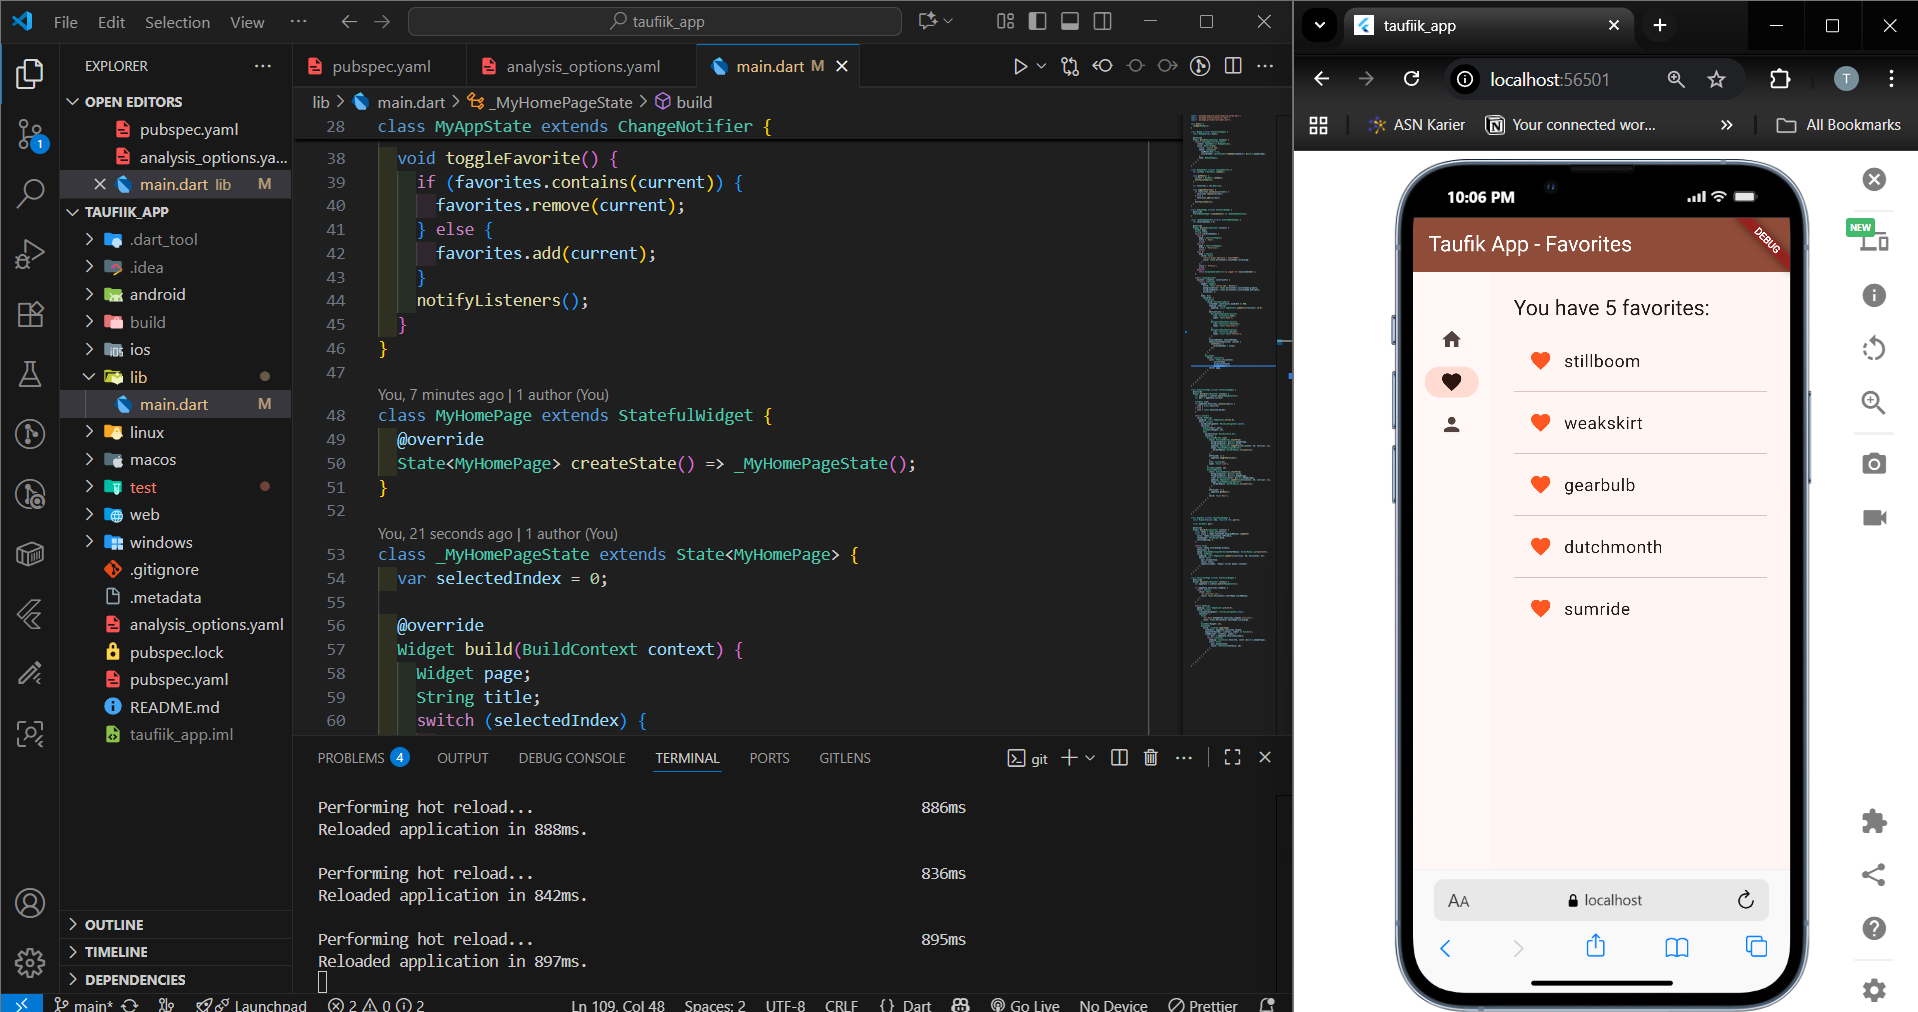 File Edit Selection View ··· taufiik_app
EXPLORER ···
OPEN EDITORS
pubspec.yaml
analysis_options.ya...
main.dart lib M
TAUFIIK_APP
.dart_tool
.idea
android
build
ios
lib
main.dart M
linux
macos
test
web
windows
.gitignore
.metadata
analysis_options.yaml
pubspec.lock
pubspec.yaml
README.md
taufiik_app.iml
OUTLINE
TIMELINE
DEPENDENCIES
1
pubspec.yaml analysis_options.yaml main.dart M
lib > main.dart > _MyHomePageState > build
28 class MyAppState extends ChangeNotifier {
38 void toggleFavorite() {
39 if (favorites.contains(current)) {
40 favorites.remove(current);
41 } else {
42 favorites.add(current);
43 }
44 notifyListeners();
45 }
46 }
47
You, 7 minutes ago | 1 author (You)
48 class MyHomePage extends StatefulWidget {
49 @override
50 State<MyHomePage> createState() => _MyHomePageState();
51 }
52
You, 21 seconds ago | 1 author (You)
53 class _MyHomePageState extends State<MyHomePage> {
54 var selectedIndex = 0;
55
56 @override
57 Widget build(BuildContext context) {
58 Widget page;
59 String title;
60 switch (selectedIndex) {
PROBLEMS 4 OUTPUT DEBUG CONSOLE TERMINAL PORTS GITLENS git
Performing hot reload... 886ms
Reloaded application in 888ms.
Performing hot reload... 836ms
Reloaded application in 842ms.
Performing hot reload... 895ms
Reloaded application in 897ms.
main* Launchpad 2 0 2 Ln 109, Col 48 Spaces: 2 UTF-8 CRLF {} Dart Go Live No Device Prettier
taufiik_app
localhost:56501 T
ASN Karier Your connected wor... » All Bookmarks
10:06 PM
Taufik App - Favorites
DEBUG
You have 5 favorites:
stillboom
weakskirt
gearbulb
dutchmonth
sumride
AA localhost
NEW